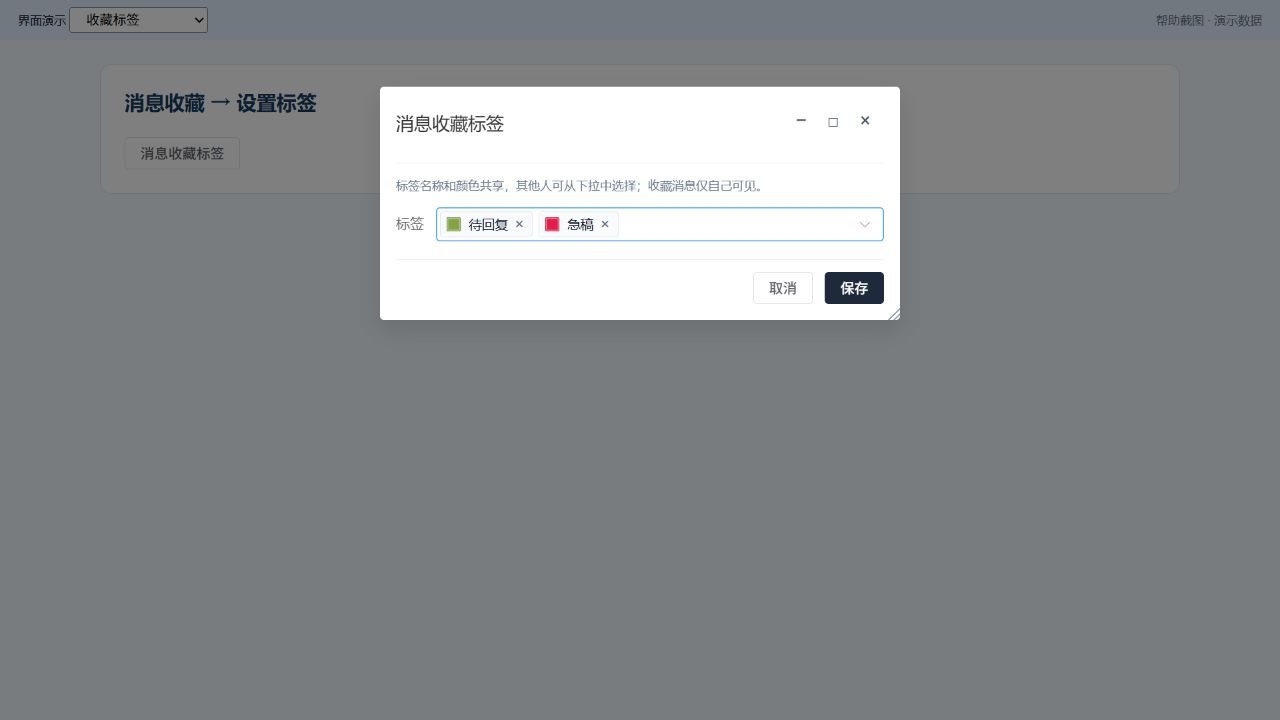 界面演示 收藏标签 帮助截图 · 演示数据
消息收藏 → 设置标签
消息收藏标签
消息收藏标签
标签名称和颜色共享，其他人可从下拉中选择；收藏消息仅自己可见。
标签 待回复 × 急稿 ×
取消 保存